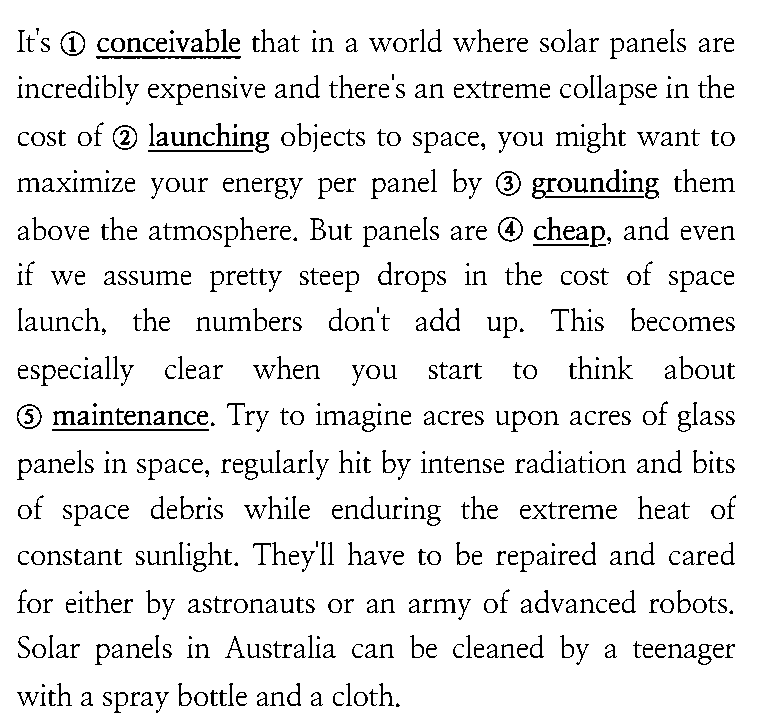 It's ① conceivable that in a world where solar panels are
incredibly expensive and there's an extreme collapse in the
cost of ② launching objects to space, you might want to
maximize your energy per panel by ③ grounding them
above the atmosphere. But panels are ④ cheap, and even
if we assume pretty steep drops in the cost of space
launch, the numbers don't add up. This becomes
especially clear when you start to think about
⑤ maintenance. Try to imagine acres upon acres of glass
panels in space, regularly hit by intense radiation and bits
of space debris while enduring the extreme heat of
constant sunlight. They'll have to be repaired and cared
for either by astronauts or an army of advanced robots.
Solar panels in Australia can be cleaned by a teenager
with a spray bottle and a cloth.